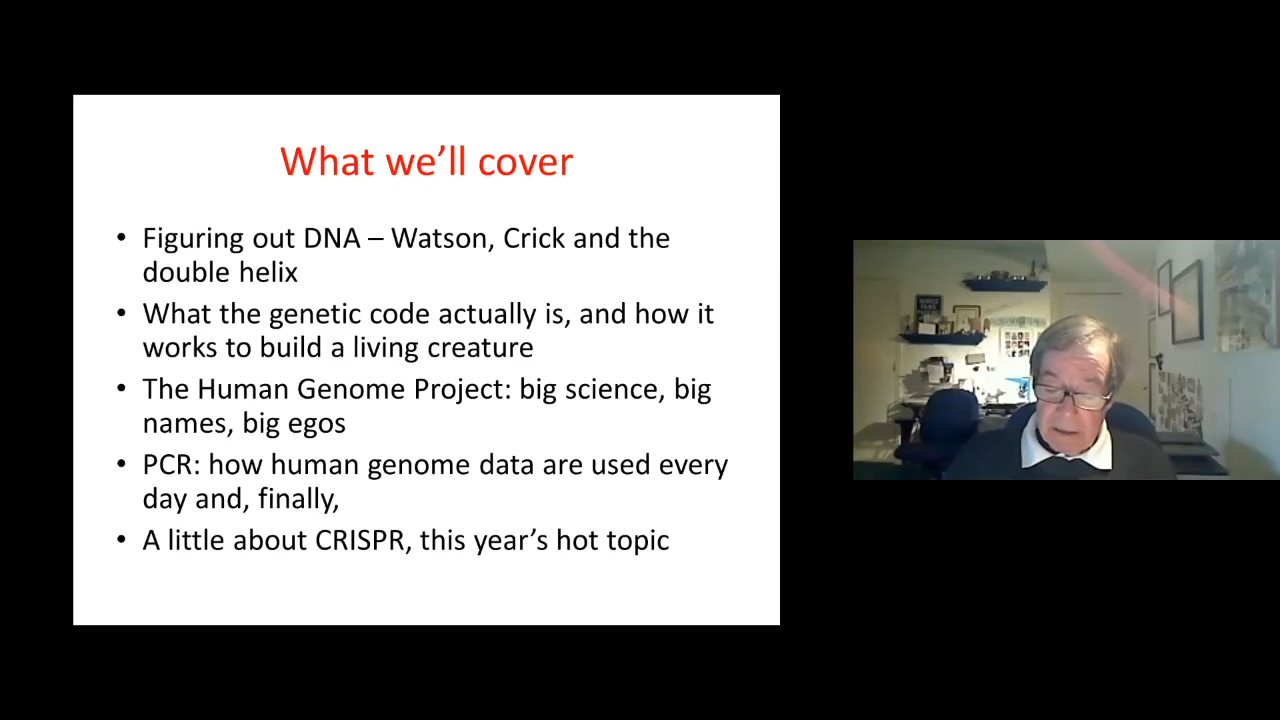 What we’ll cover
• Figuring out DNA – Watson, Crick and the
double helix
• What the genetic code actually is, and how it
works to build a living creature
• The Human Genome Project: big science, big
names, big egos
• PCR: how human genome data are used every
day and, finally,
• A little about CRISPR, this year’s hot topic